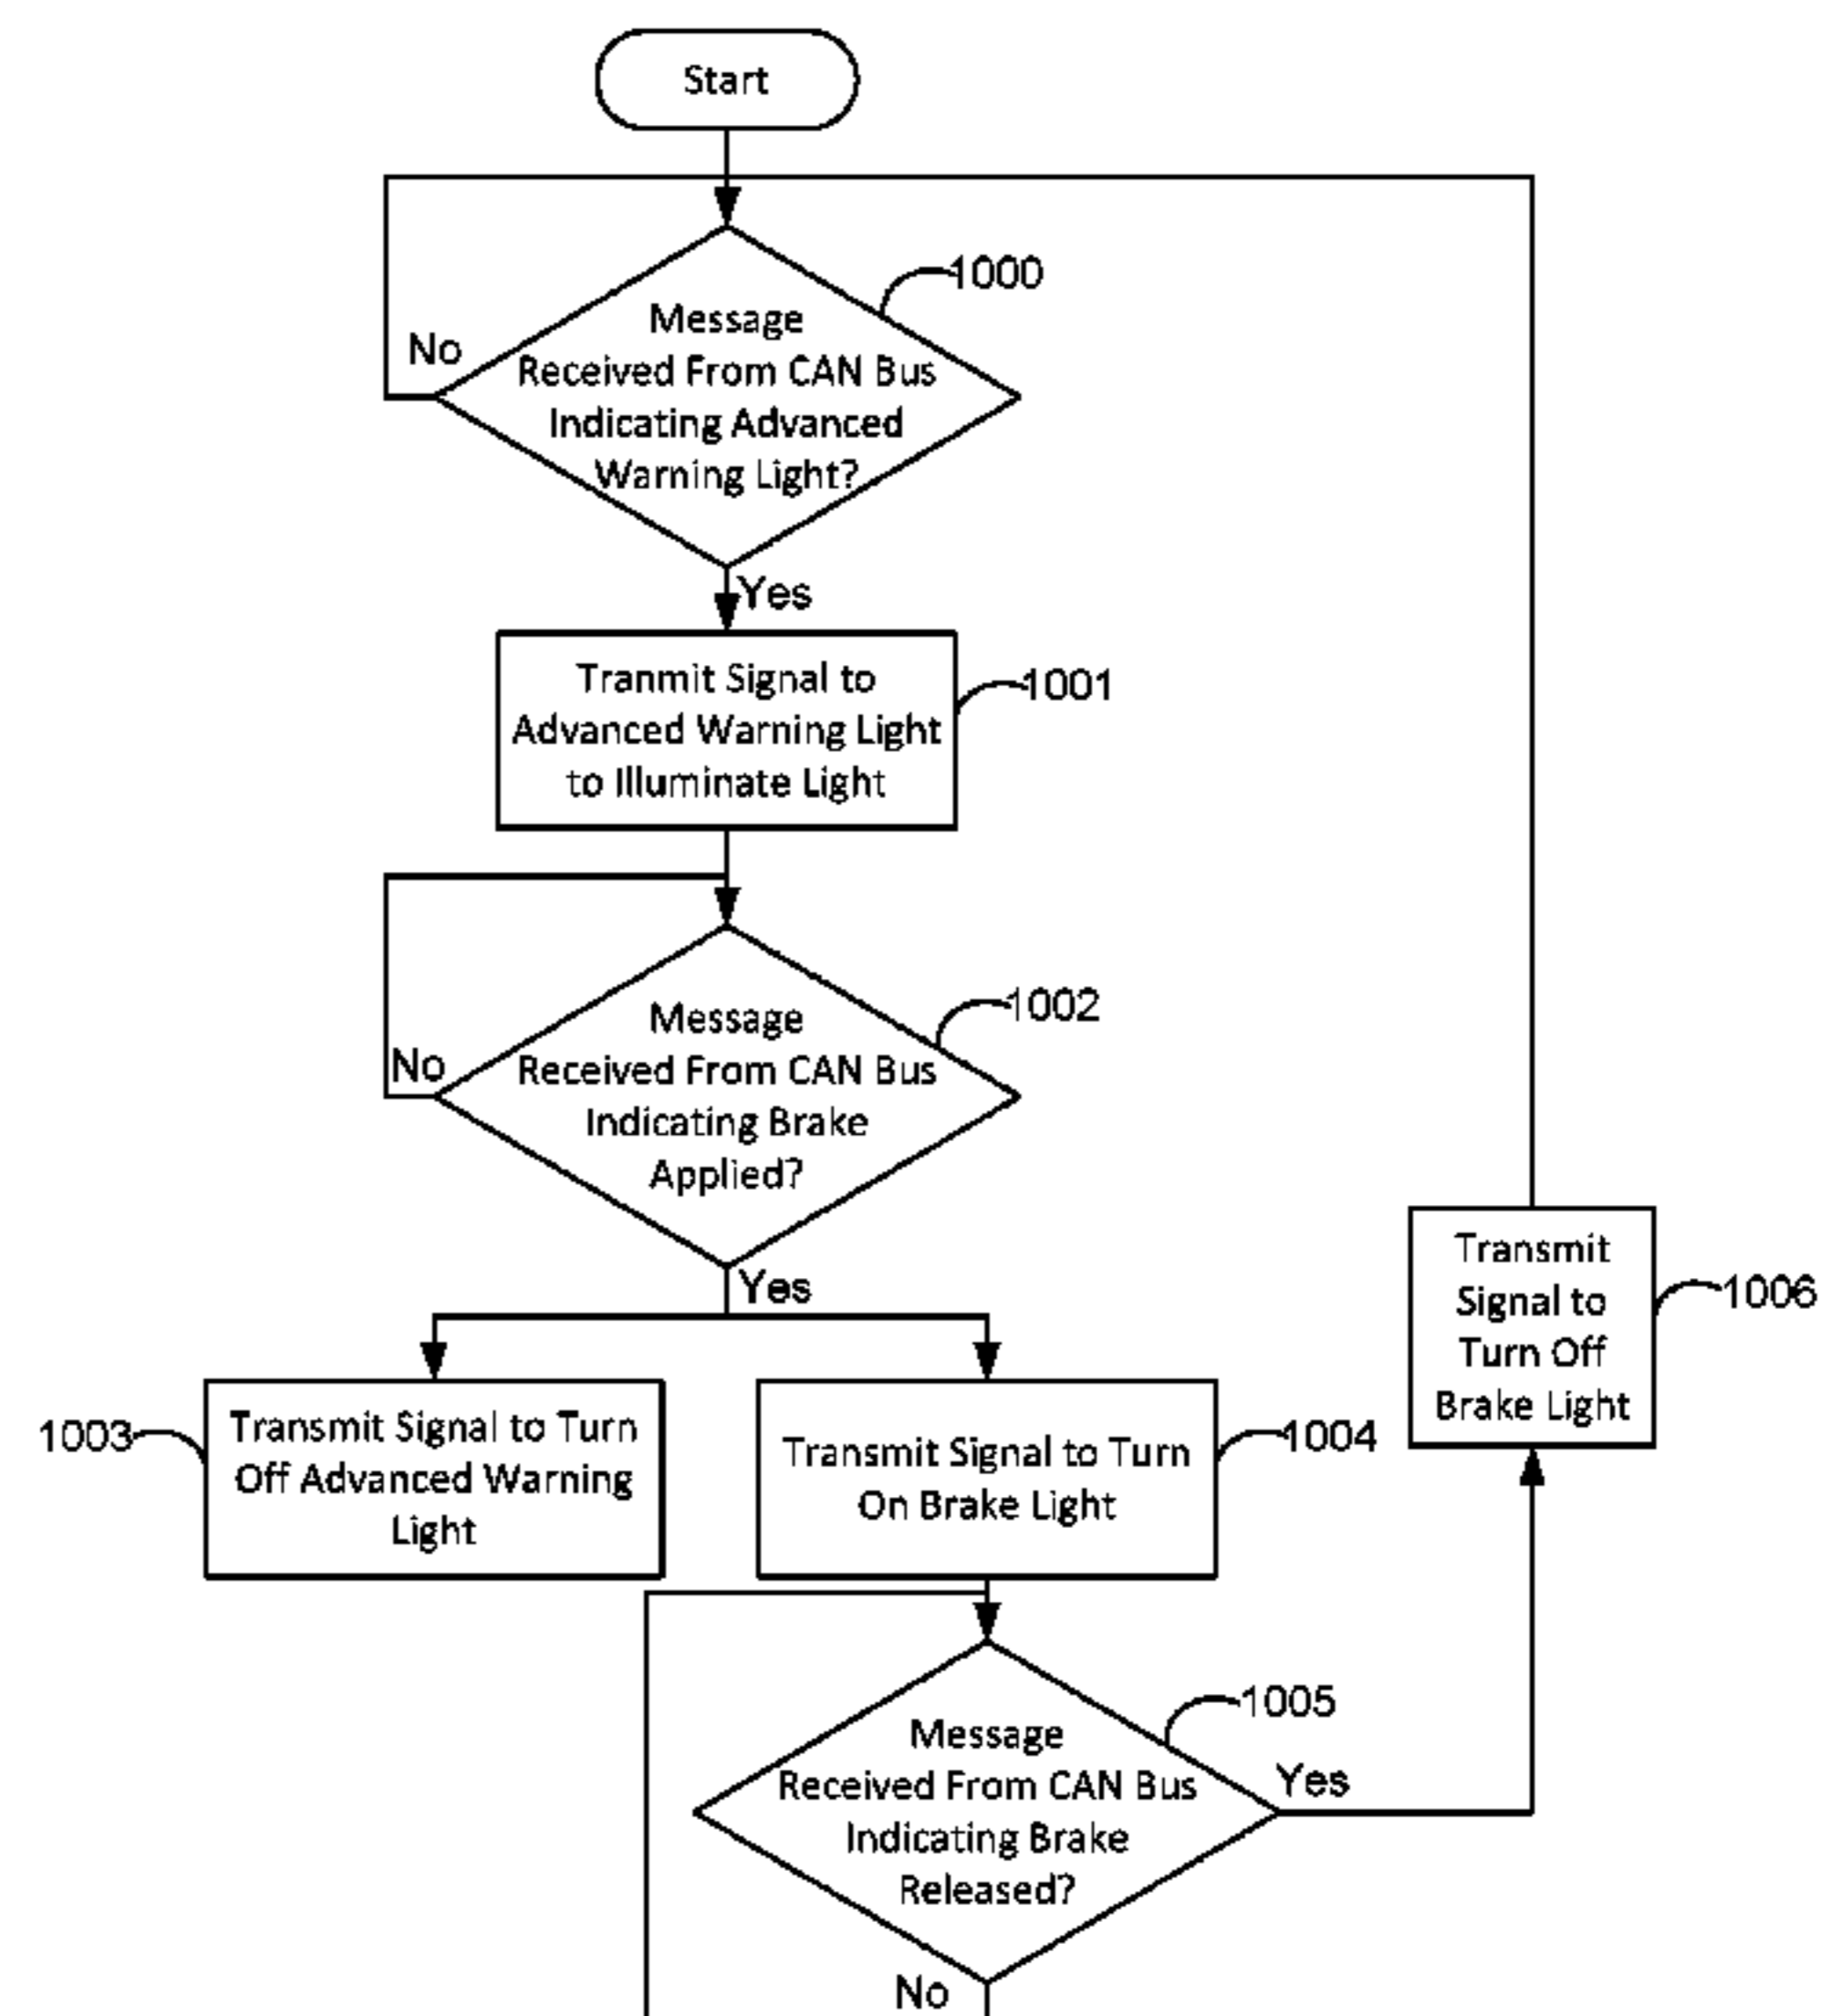 Start
1000
Message
Received From CAN Bus
Indicating Advanced
Warning Light?
No
Yes
Tranmit Signal to
Advanced Warning Light
to Illuminate Light
1001
1002
Message
Received From CAN Bus
Indicating Brake
Applied?
No
Yes
Transmit
Signal to
Turn Off
Brake Light
1006
1003
Transmit Signal to Turn
Off Advanced Warning
Light
Transmit Signal to Turn
On Brake Light
1004
1005
Message
Received From CAN Bus
Indicating Brake
Released?
Yes
No